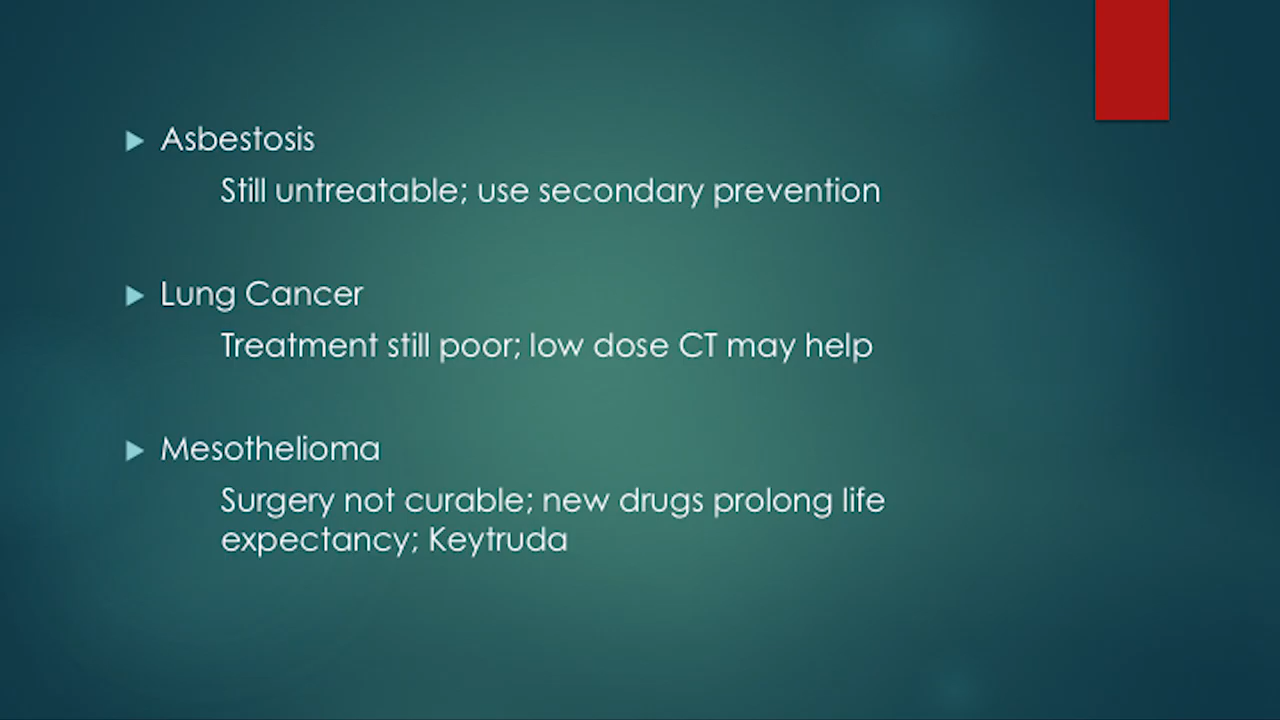 Asbestosis
Still untreatable; use secondary prevention
Lung Cancer
Treatment still poor; low dose CT may help
Mesothelioma
Surgery not curable; new drugs prolong life
expectancy; Keytruda